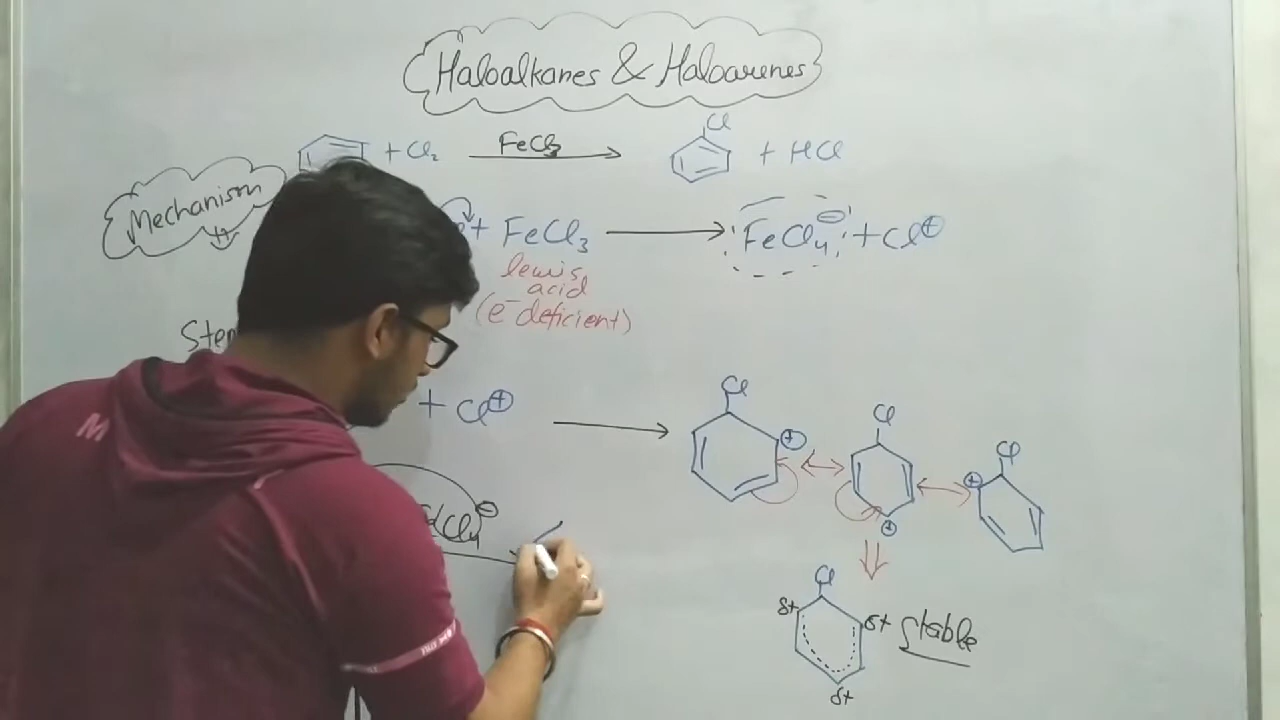 Haloalkanes & Haloarenes
+ Cl₂ FeCl₃ Cl + HCl
Mechanism
+ FeCl₃ FeCl₄⊖ + Cl⊕
lewis
acid
(e⁻ deficient)
+ Cl⊕
Cl ⊕
Cl ⊕
Cl ⊕
Cl₄⊖
Cl
δ+ δ+ Stable
δ+
M